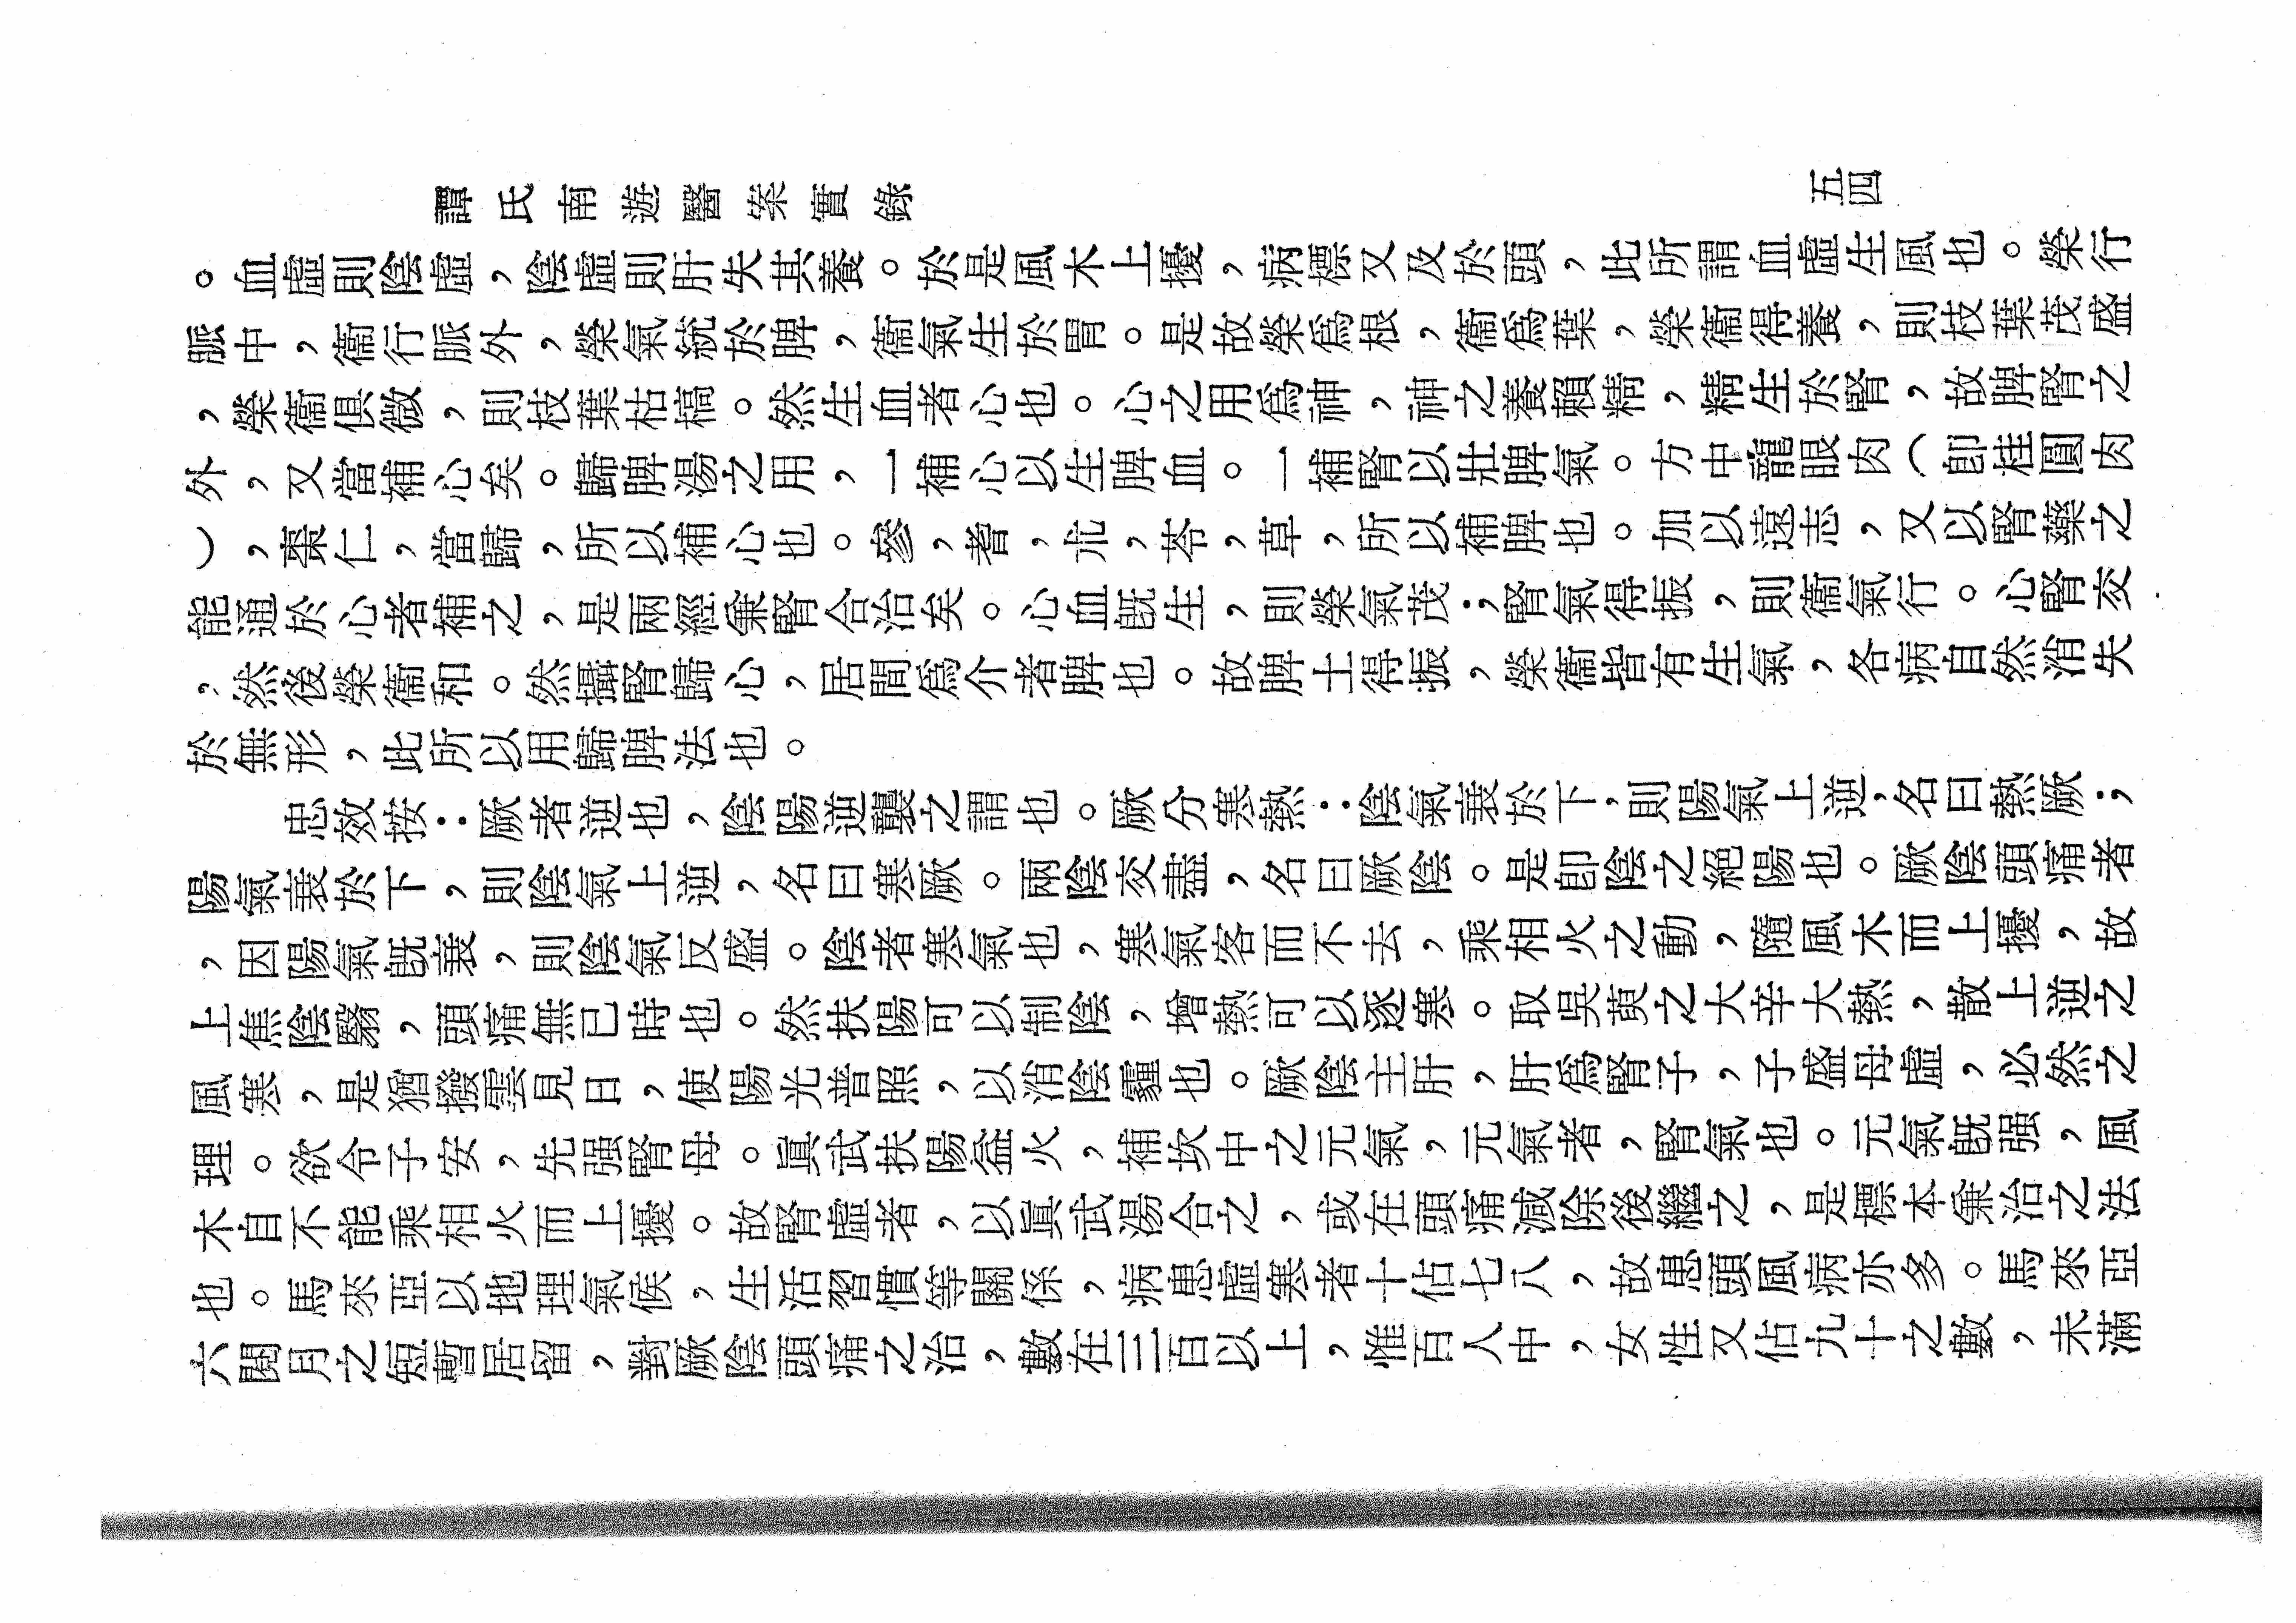 譚氏南遊醫案實錄
五四
。血虛則陰虛，陰虛則肝失其養。於是風木上擾，病標又及於頭，此所謂血虛生風也。榮行
脈中，衞行脈外，榮氣統於脾，衞氣生於胃。是故榮爲根，衞爲葉，榮衞得養，則枝葉茂盛
，榮衞俱微，則枝葉枯槁。然生血者心也。心之用爲神，神之養賴精，精生於腎，故脾腎之
外，又當補心矣。歸脾湯之用，一補心以生脾血。一補腎以壯脾氣。方中龍眼肉（卽桂圓肉
），棗仁，當歸，所以補心也。參，耆，朮，苓，草，所以補脾也。加以遠志，又以腎藥之
能通於心者補之，是兩經兼腎合治矣。心血旣生，則榮氣茂；腎氣得振，則衞氣行。心腎交
，然後榮衞和。然攝腎歸心，居間爲介者脾也。故脾土得振，榮衞皆有生氣，各病自然消失
於無形，此所以用歸脾法也。
忠效按：厥者逆也，陰陽逆襲之謂也。厥分寒熱：陰氣衰於下，則陽氣上逆，名曰熱厥；
陽氣衰於下，則陰氣上逆，名曰寒厥。兩陰交盡，名曰厥陰。是卽陰之絕陽也。厥陰頭痛者
，因陽氣旣衰，則陰氣反盛。陰者寒氣也，寒氣客而不去，乘相火之動，隨風木而上擾，故
上焦陰翳，頭痛無已時也。然扶陽可以制陰，增熱可以逐寒。取吳萸之大辛大熱，散上逆之
風寒，是猶撥雲見日，使陽光普照，以消陰霾也。厥陰主肝，肝爲腎子，子盛母虛，必然之
理。欲令子安，先强腎母。眞武扶陽益火，補坎中之元氣，元氣者，腎氣也。元氣旣强，風
木自不能乘相火而上擾。故腎虛者，以眞武湯合之，或在頭痛減除後繼之，是標本兼治之法
也。馬來亞以地理氣候，生活習慣等關係，病患虛寒者十佔七八，故患頭風病亦多。馬來亞
六閱月之短暫居留，對厥陰頭痛之治，數在三百以上，惟百人中，女性又佔九十之數，未滿